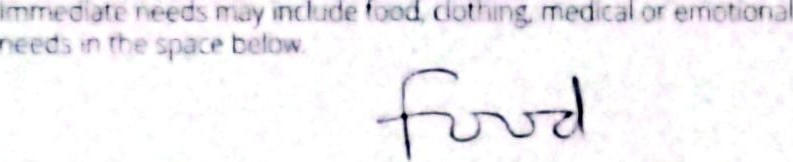 immediate needs may include food, clothing, medical or emotional
needs in the space below.
food